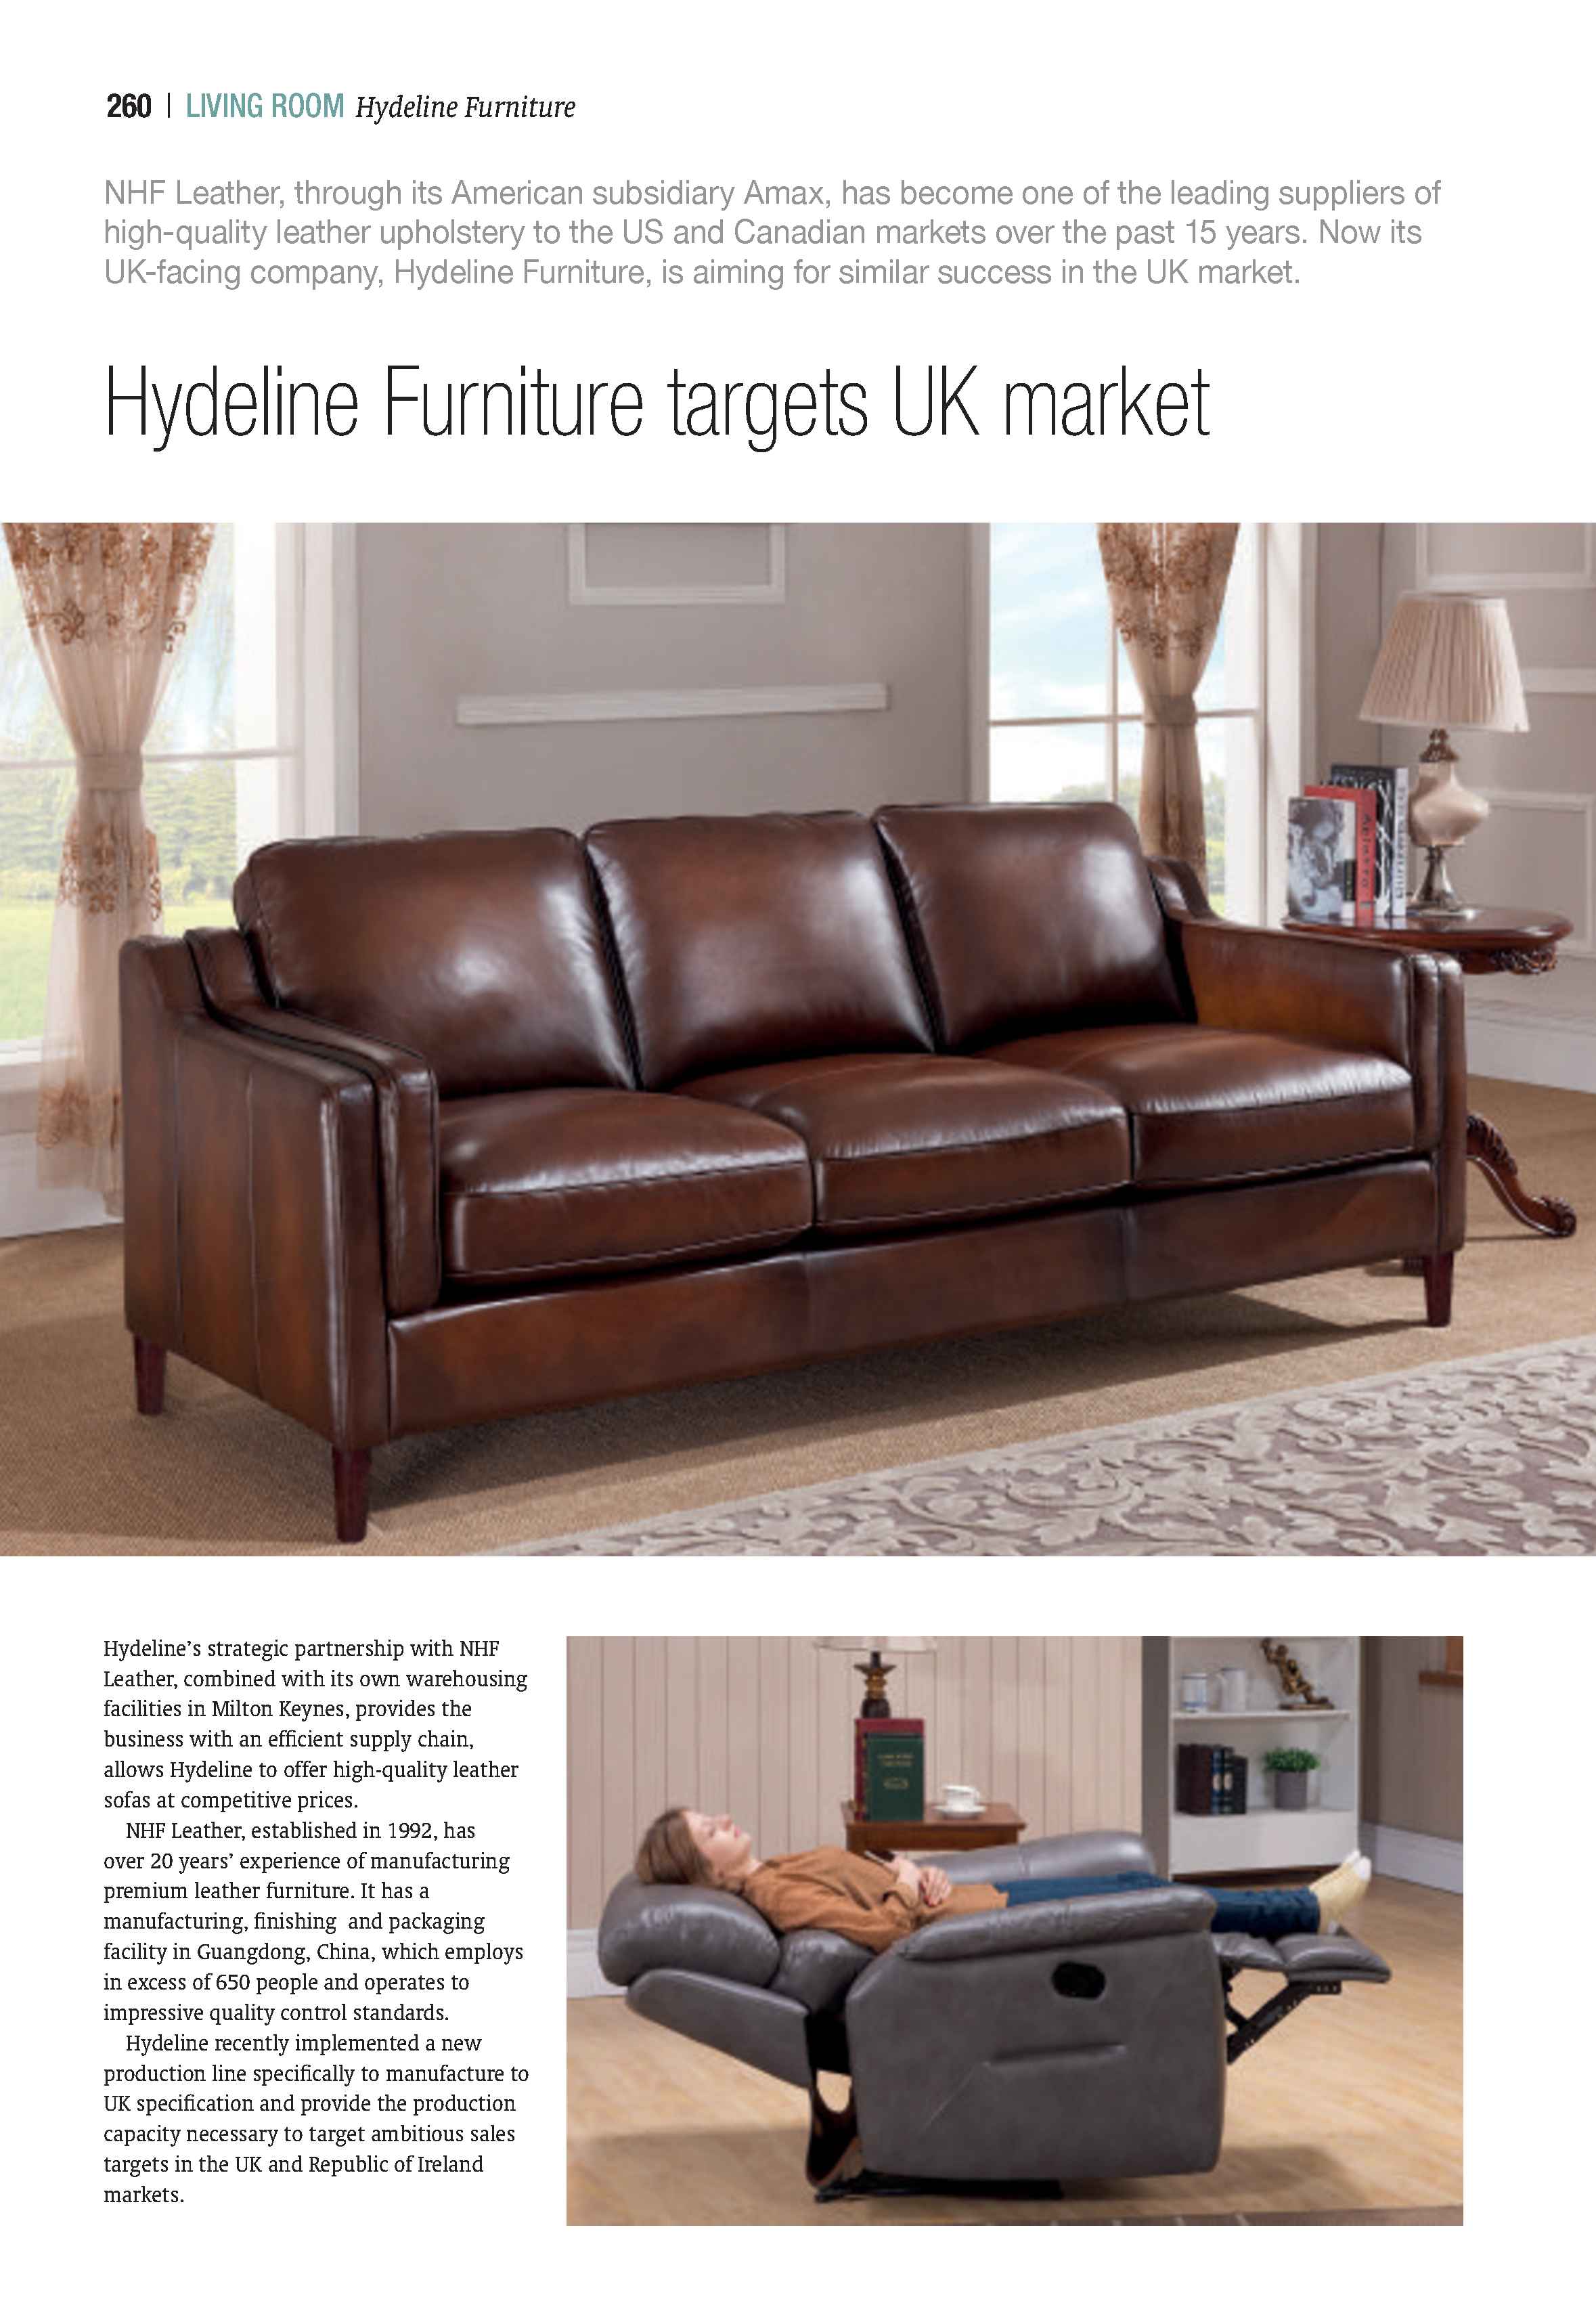 260 | LIVING ROOM Hydeline Furniture
NHF Leather, through its American subsidiary Amax, has become one of the leading suppliers of
high-quality leather upholstery to the US and Canadian markets over the past 15 years. Now its
UK-facing company, Hydeline Furniture, is aiming for similar success in the UK market.
Hydeline Furniture targets UK market
Hydeline’s strategic partnership with NHF
Leather, combined with its own warehousing
facilities in Milton Keynes, provides the
business with an efficient supply chain,
allows Hydeline to offer high-quality leather
sofas at competitive prices.
NHF Leather, established in 1992, has
over 20 years’ experience of manufacturing
premium leather furniture. It has a
manufacturing, finishing  and packaging
facility in Guangdong, China, which employs
in excess of 650 people and operates to
impressive quality control standards.
Hydeline recently implemented a new
production line specifically to manufacture to
UK specification and provide the production
capacity necessary to target ambitious sales
targets in the UK and Republic of Ireland
markets.